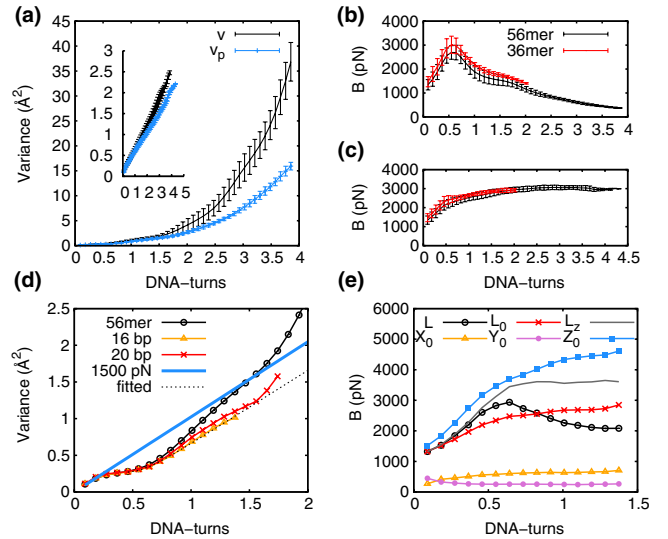 (a)
v
v_p
Variance (Å²)
45
40
35
30
25
20
15
10
5
0
3
2.5
2
1.5
1
0.5
0
0 1 2 3 4 5
0 0.5 1 1.5 2 2.5 3 3.5 4
DNA−turns
(b)
56mer
36mer
B (pN)
4000
3000
2000
1000
0
0 0.5 1 1.5 2 2.5 3 3.5 4
(c)
B (pN)
4000
3000
2000
1000
0
0 0.5 1 1.5 2 2.5 3 3.5 4 4.5
DNA−turns
(d)
56mer
16 bp
20 bp
1500 pN
fitted
Variance (Å²)
2.5
2
1.5
1
0.5
0
0 0.5 1 1.5 2
DNA−turns
(e)
L L_0 L_z
X_0 Y_0 Z_0
B (pN)
6000
5000
4000
3000
2000
1000
0
0.0 0.5 1.0 1.5
DNA−turns